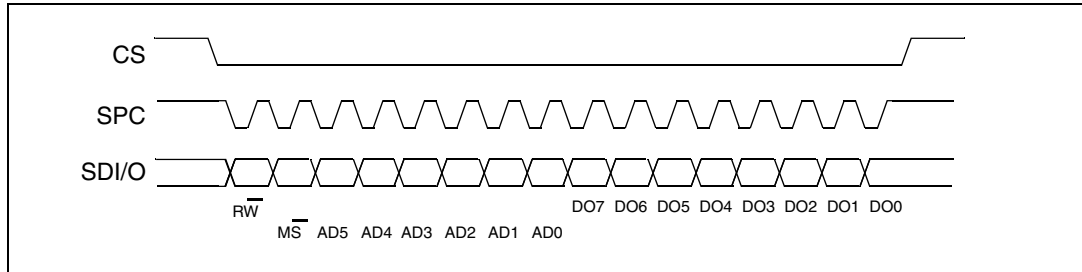 CS
SPC
SDI/O
RW DO7 DO6 DO5 DO4 DO3 DO2 DO1 DO0
MS AD5 AD4 AD3 AD2 AD1 AD0